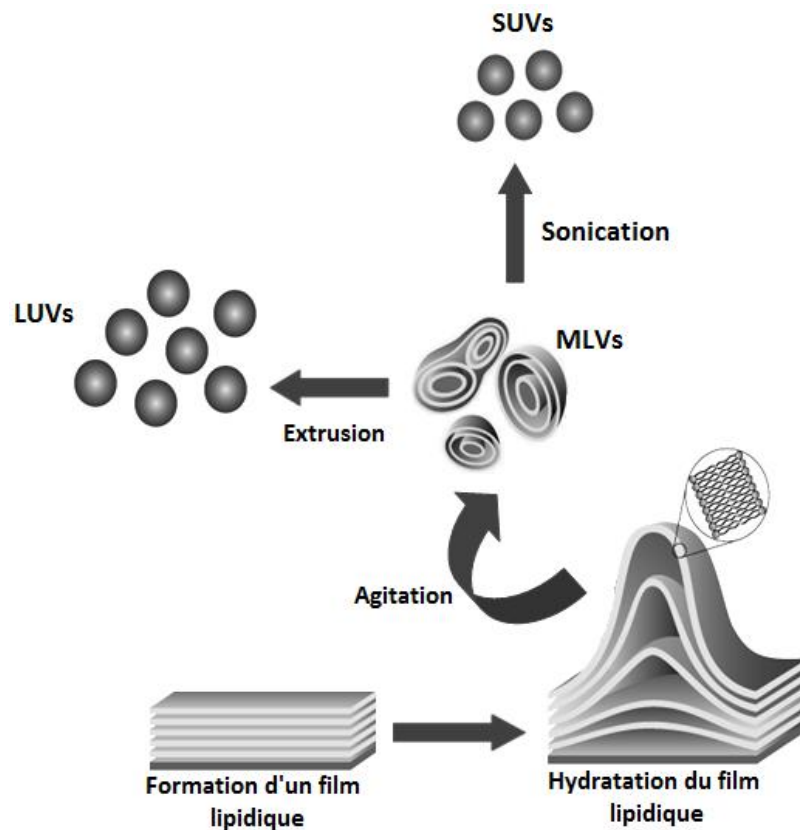 SUVs
Sonication
LUVs
MLVs
Extrusion
Agitation
Formation d'un film
lipidique
Hydratation du film
lipidique